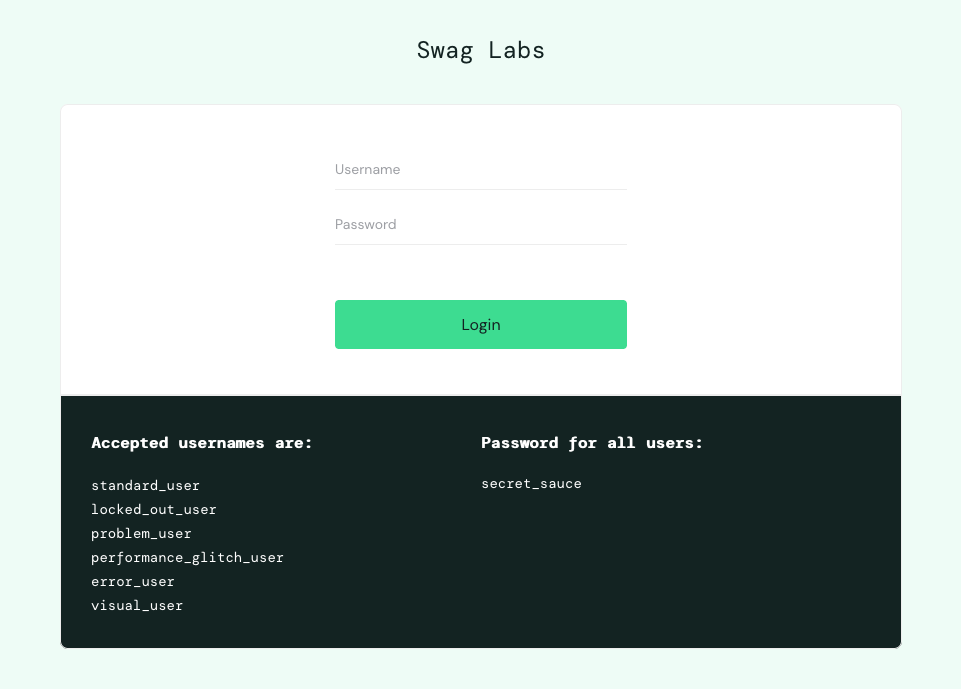 Swag Labs
Username
Password
Login
Accepted usernames are:
standard_user
locked_out_user
problem_user
performance_glitch_user
error_user
visual_user
Password for all users:
secret_sauce